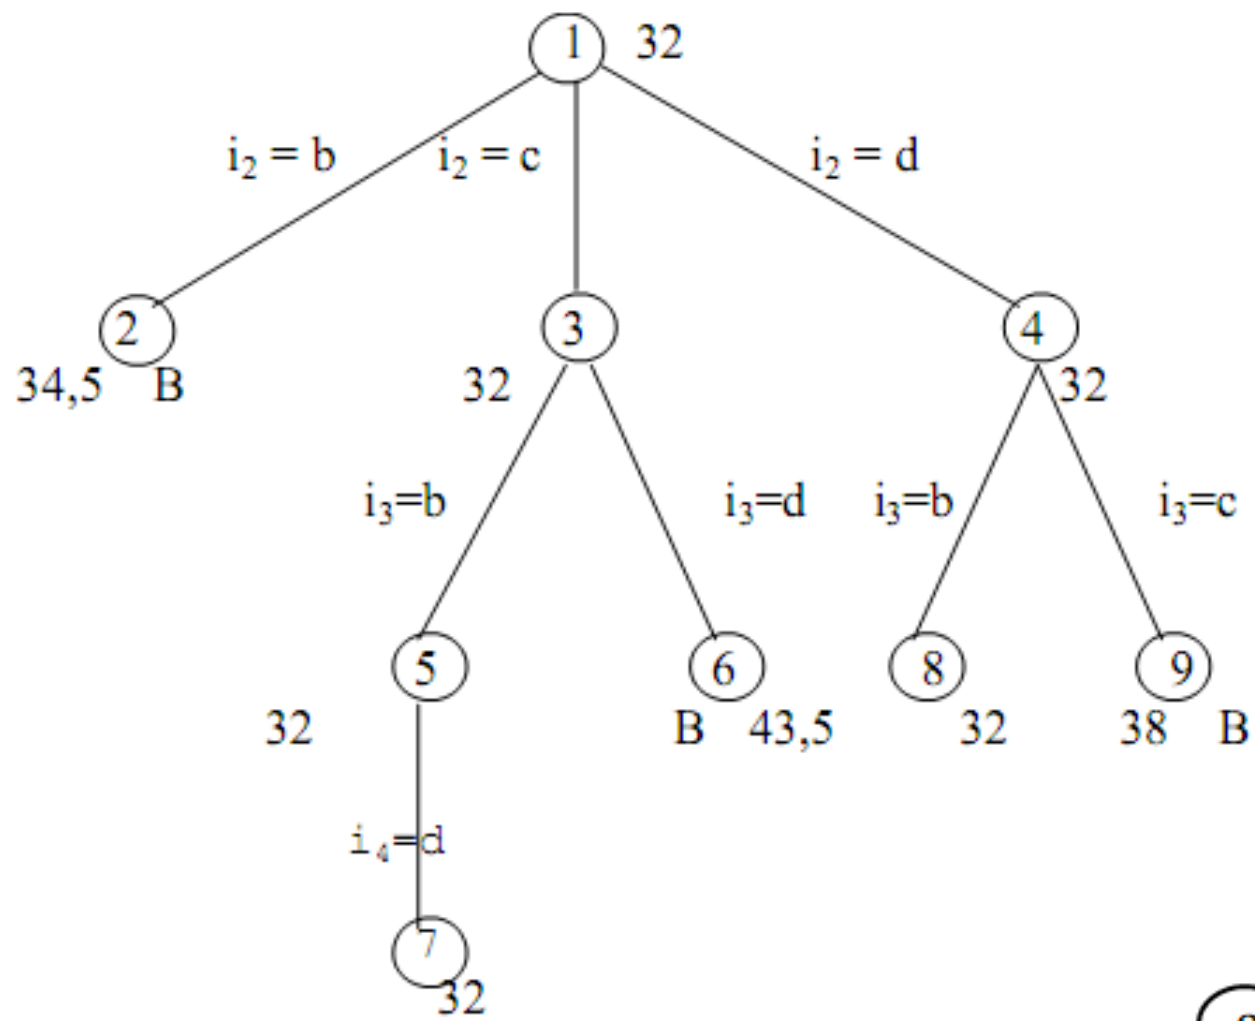 1 32
i₂ = b i₂ = c i₂ = d
2 3 4
34,5 B 32 32
i₃=b i₃=d i₃=b i₃=c
5 6 8 9
32 B 43,5 32 38 B
i₄=d
7
32